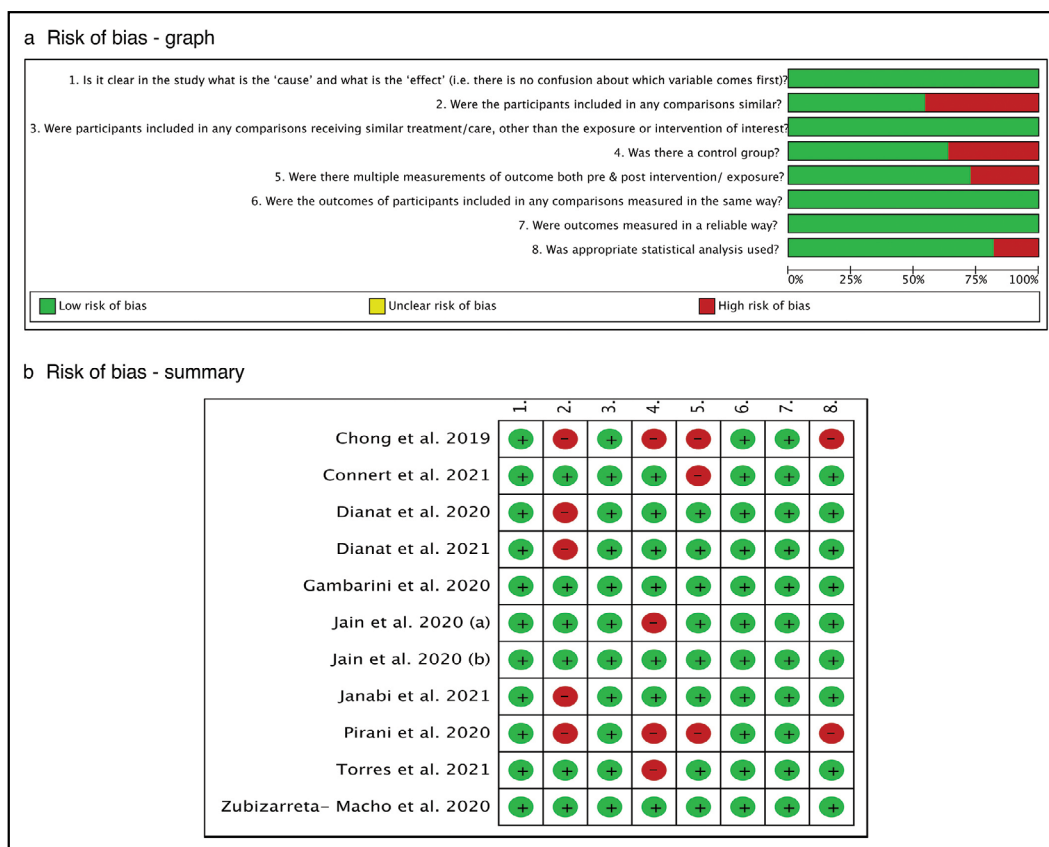 a Risk of bias - graph
1. Is it clear in the study what is the ‘cause’ and what is the ‘effect’ (i.e. there is no confusion about which variable comes first)?
2. Were the participants included in any comparisons similar?
3. Were participants included in any comparisons receiving similar treatment/care, other than the exposure or intervention of interest?
4. Was there a control group?
5. Were there multiple measurements of outcome both pre & post intervention/ exposure?
6. Were the outcomes of participants included in any comparisons measured in the same way?
7. Were outcomes measured in a reliable way?
8. Was appropriate statistical analysis used?
0% 25% 50% 75% 100%
Low risk of bias Unclear risk of bias High risk of bias
b Risk of bias - summary
1. 2. 3. 4. 5. 6. 7. 8.
Chong et al. 2019 + - + - - + + -
Connert et al. 2021 + + + + - + + +
Dianat et al. 2020 + - + + + + + +
Dianat et al. 2021 + - + + + + + +
Gambarini et al. 2020 + + + + + + + +
Jain et al. 2020 (a) + + + - + + + +
Jain et al. 2020 (b) + + + + + + + +
Janabi et al. 2021 + - + + + + + +
Pirani et al. 2020 + - + - - + + -
Torres et al. 2021 + + + - + + + +
Zubizarreta- Macho et al. 2020 + + + + + + + +